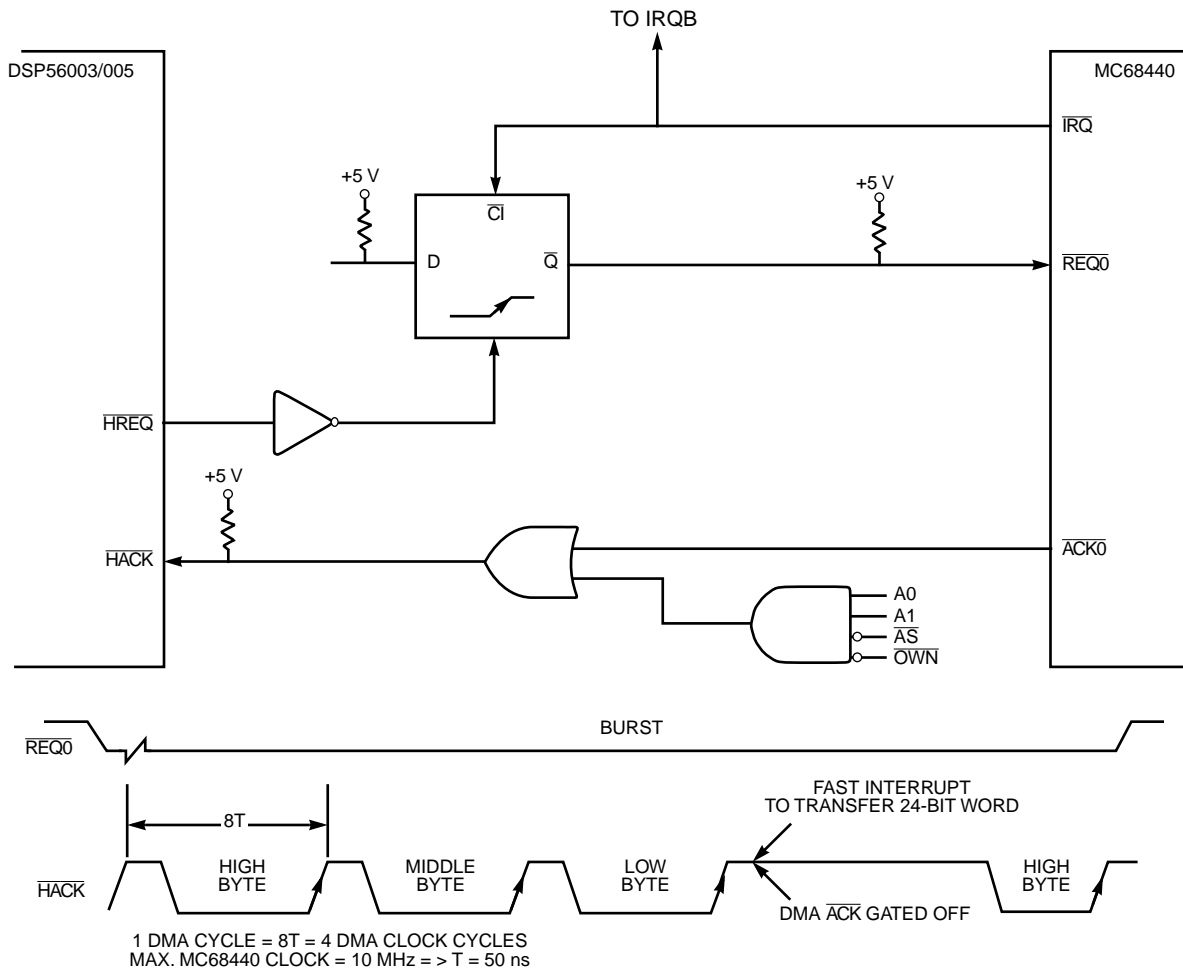 TO IRQB
DSP56003/005
MC68440
IRQ
+5 V
+5 V
CI
D
Q
REQ0
HREQ
+5 V
HACK
ACK0
A0
A1
AS
OWN
BURST
REQ0
FAST INTERRUPT
TO TRANSFER 24-BIT WORD
8T
HIGH
BYTE
MIDDLE
BYTE
LOW
BYTE
HIGH
BYTE
HACK
DMA ACK GATED OFF
1 DMA CYCLE = 8T = 4 DMA CLOCK CYCLES
MAX. MC68440 CLOCK = 10 MHz = > T = 50 ns